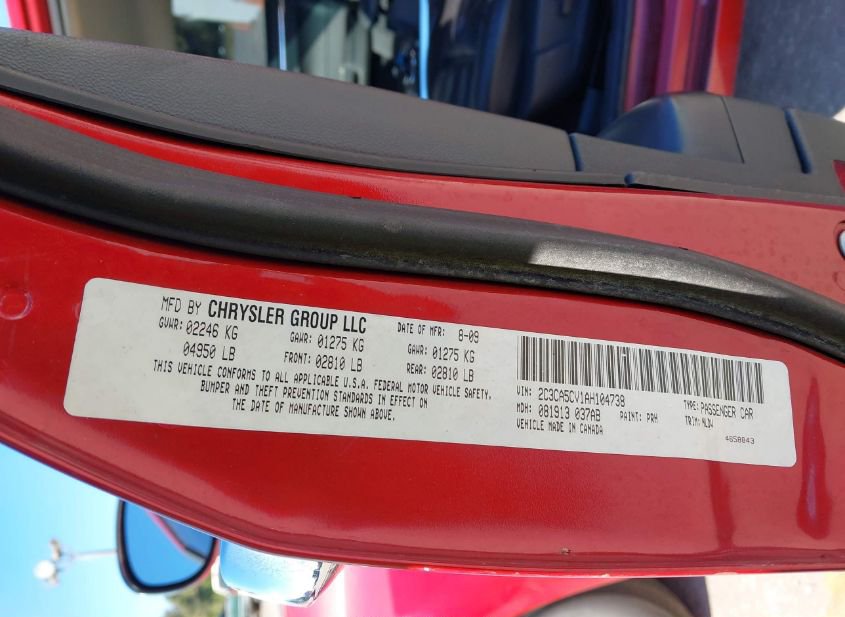 MFD BY CHRYSLER GROUP LLC DATE OF MFR: 8-09
GVWR: 02246 KG GAWR: 01275 KG GAWR: 01275 KG
04950 LB FRONT: 02810 LB REAR: 02810 LB
THIS VEHICLE CONFORMS TO ALL APPLICABLE U.S.A. FEDERAL MOTOR VEHICLE SAFETY,
BUMPER AND THEFT PREVENTION STANDARDS IN EFFECT ON
THE DATE OF MANUFACTURE SHOWN ABOVE.
VIN: 2C3CA5CV1AH104738 TYPE: PASSENGER CAR
MDH: 081913 037AB PAINT: PRH TRIM: NLDV
VEHICLE MADE IN CANADA 4658843